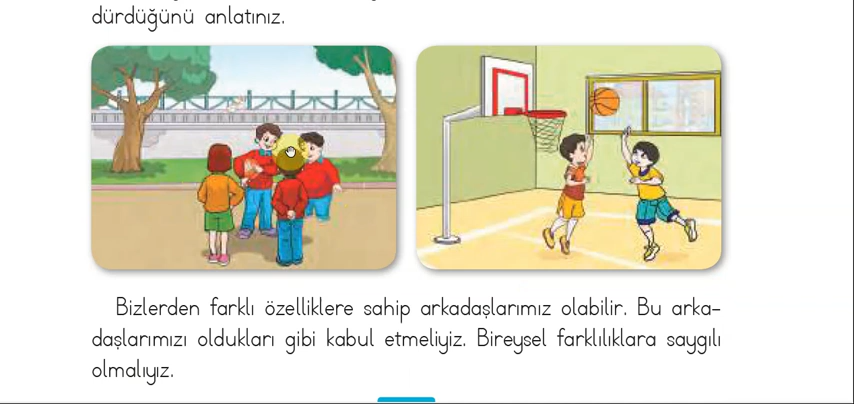 dürdüğünü anlatınız.
Bizlerden farklı özelliklere sahip arkadaşlarımız olabilir. Bu arka-
daşlarımızı oldukları gibi kabul etmeliyiz. Bireysel farklılıklara saygılı
olmalıyız.